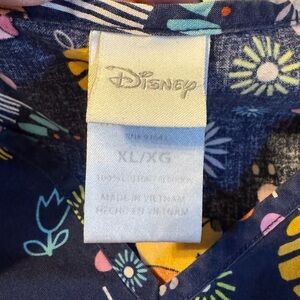 Disney
XL/XG
MADE IN VIETNAM
HECHO EN VIETNAM